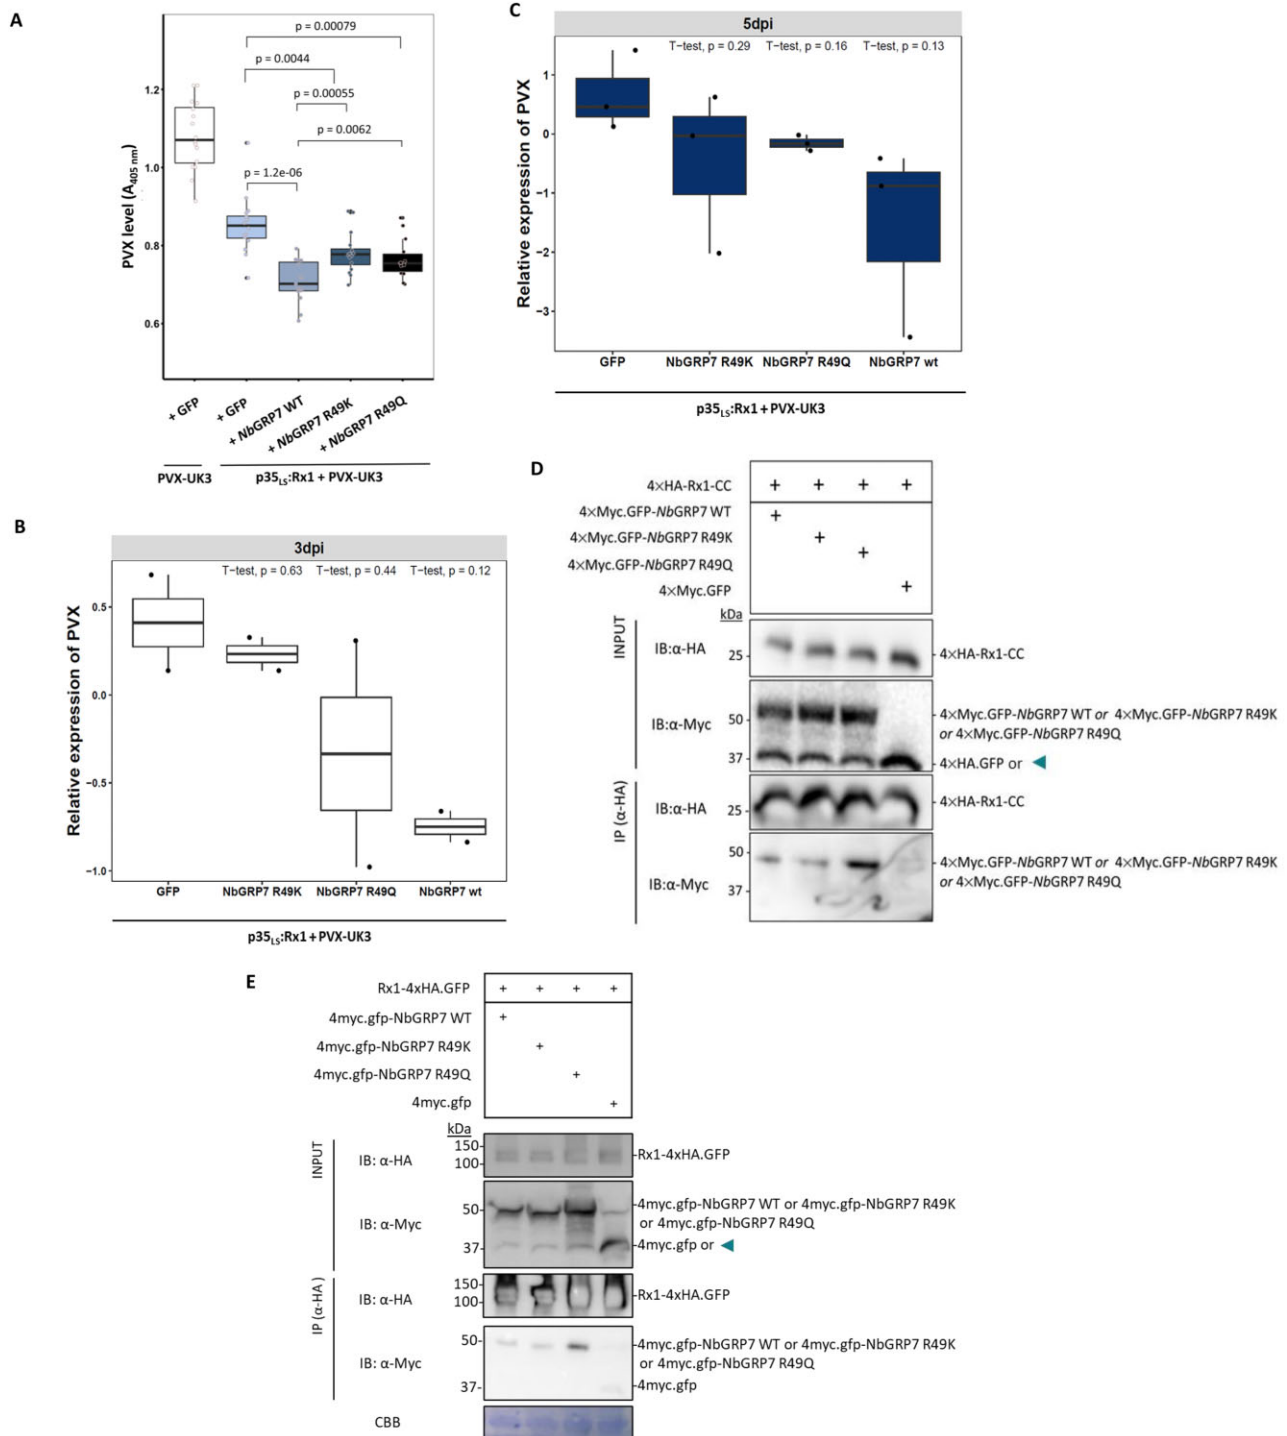 A
p = 0.00079
p = 0.0044
p = 0.00055
p = 0.0062
p = 1.2e-06
PVX level (A405 nm)
1.2
1.0
0.8
0.6
+ GFP
+ GFP
+ NbGRP7 WT
+ NbGRP7 R49K
+ NbGRP7 R49Q
PVX-UK3
p35LS:Rx1 + PVX-UK3
B
3dpi
T-test, p = 0.63
T-test, p = 0.44
T-test, p = 0.12
Relative expression of PVX
0.5
0.0
−0.5
−1.0
GFP
NbGRP7 R49K
NbGRP7 R49Q
NbGRP7 wt
p35LS:Rx1 + PVX-UK3
C
5dpi
T-test, p = 0.29
T-test, p = 0.16
T-test, p = 0.13
Relative expression of PVX
1
0
−1
−2
−3
GFP
NbGRP7 R49K
NbGRP7 R49Q
NbGRP7 wt
p35LS:Rx1 + PVX-UK3
D
4×HA-Rx1-CC + + + +
4×Myc.GFP-NbGRP7 WT +
4×Myc.GFP-NbGRP7 R49K +
4×Myc.GFP-NbGRP7 R49Q +
4×Myc.GFP +
kDa
INPUT
IB:α-HA
25
4×HA-Rx1-CC
IB:α-Myc
50
37
4×Myc.GFP-NbGRP7 WT or 4×Myc.GFP-NbGRP7 R49K
or 4×Myc.GFP-NbGRP7 R49Q
4×HA.GFP or
IP (α-HA)
IB:α-HA
25
4×HA-Rx1-CC
IB:α-Myc
50
37
4×Myc.GFP-NbGRP7 WT or 4×Myc.GFP-NbGRP7 R49K
or 4×Myc.GFP-NbGRP7 R49Q
E
Rx1-4xHA.GFP + + + +
4myc.gfp-NbGRP7 WT +
4myc.gfp-NbGRP7 R49K +
4myc.gfp-NbGRP7 R49Q +
4myc.gfp +
kDa
INPUT
IB: α-HA
150
100
Rx1-4xHA.GFP
IB: α-Myc
50
37
4myc.gfp-NbGRP7 WT or 4myc.gfp-NbGRP7 R49K
or 4myc.gfp-NbGRP7 R49Q
4myc.gfp or
IP (α-HA)
IB: α-HA
150
100
Rx1-4xHA.GFP
IB: α-Myc
50
37
4myc.gfp-NbGRP7 WT or 4myc.gfp-NbGRP7 R49K
or 4myc.gfp-NbGRP7 R49Q
4myc.gfp
CBB